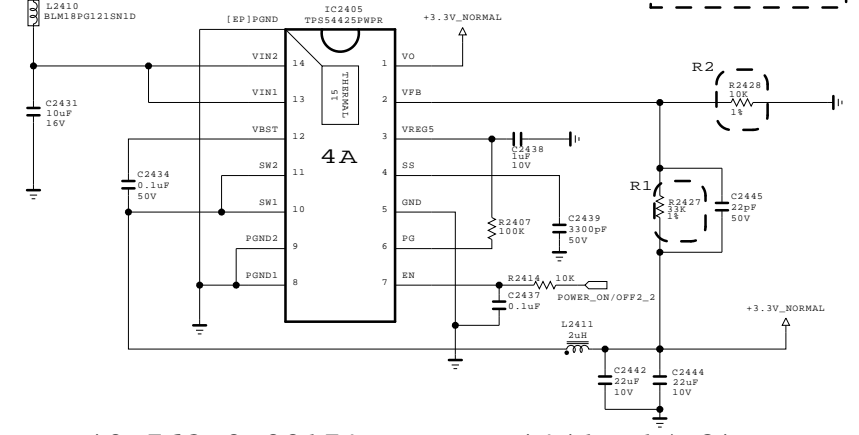 L2410
BLM18PG121SN1D
[EP]PGND
IC2405
TPS54425PWPR
+3.3V_NORMAL
VIN2
14
1
VO
VIN1
13
2
VFB
VBST
12
3
VREG5
SW2
11
4
SS
SW1
10
5
GND
PGND2
9
6
PG
PGND1
8
7
EN
THERMAL
15
4A
C2431
10uF
16V
C2434
0.1uF
50V
C2438
1uF
10V
R2407
100K
C2439
3300pF
50V
R2414
10K
POWER_ON/OFF2_2
C2437
0.1uF
R2
R2428
10K
1%
R1
R2427
33K
1%
C2445
22pF
50V
+3.3V_NORMAL
L2411
2uH
C2442
22uF
10V
C2444
22uF
10V